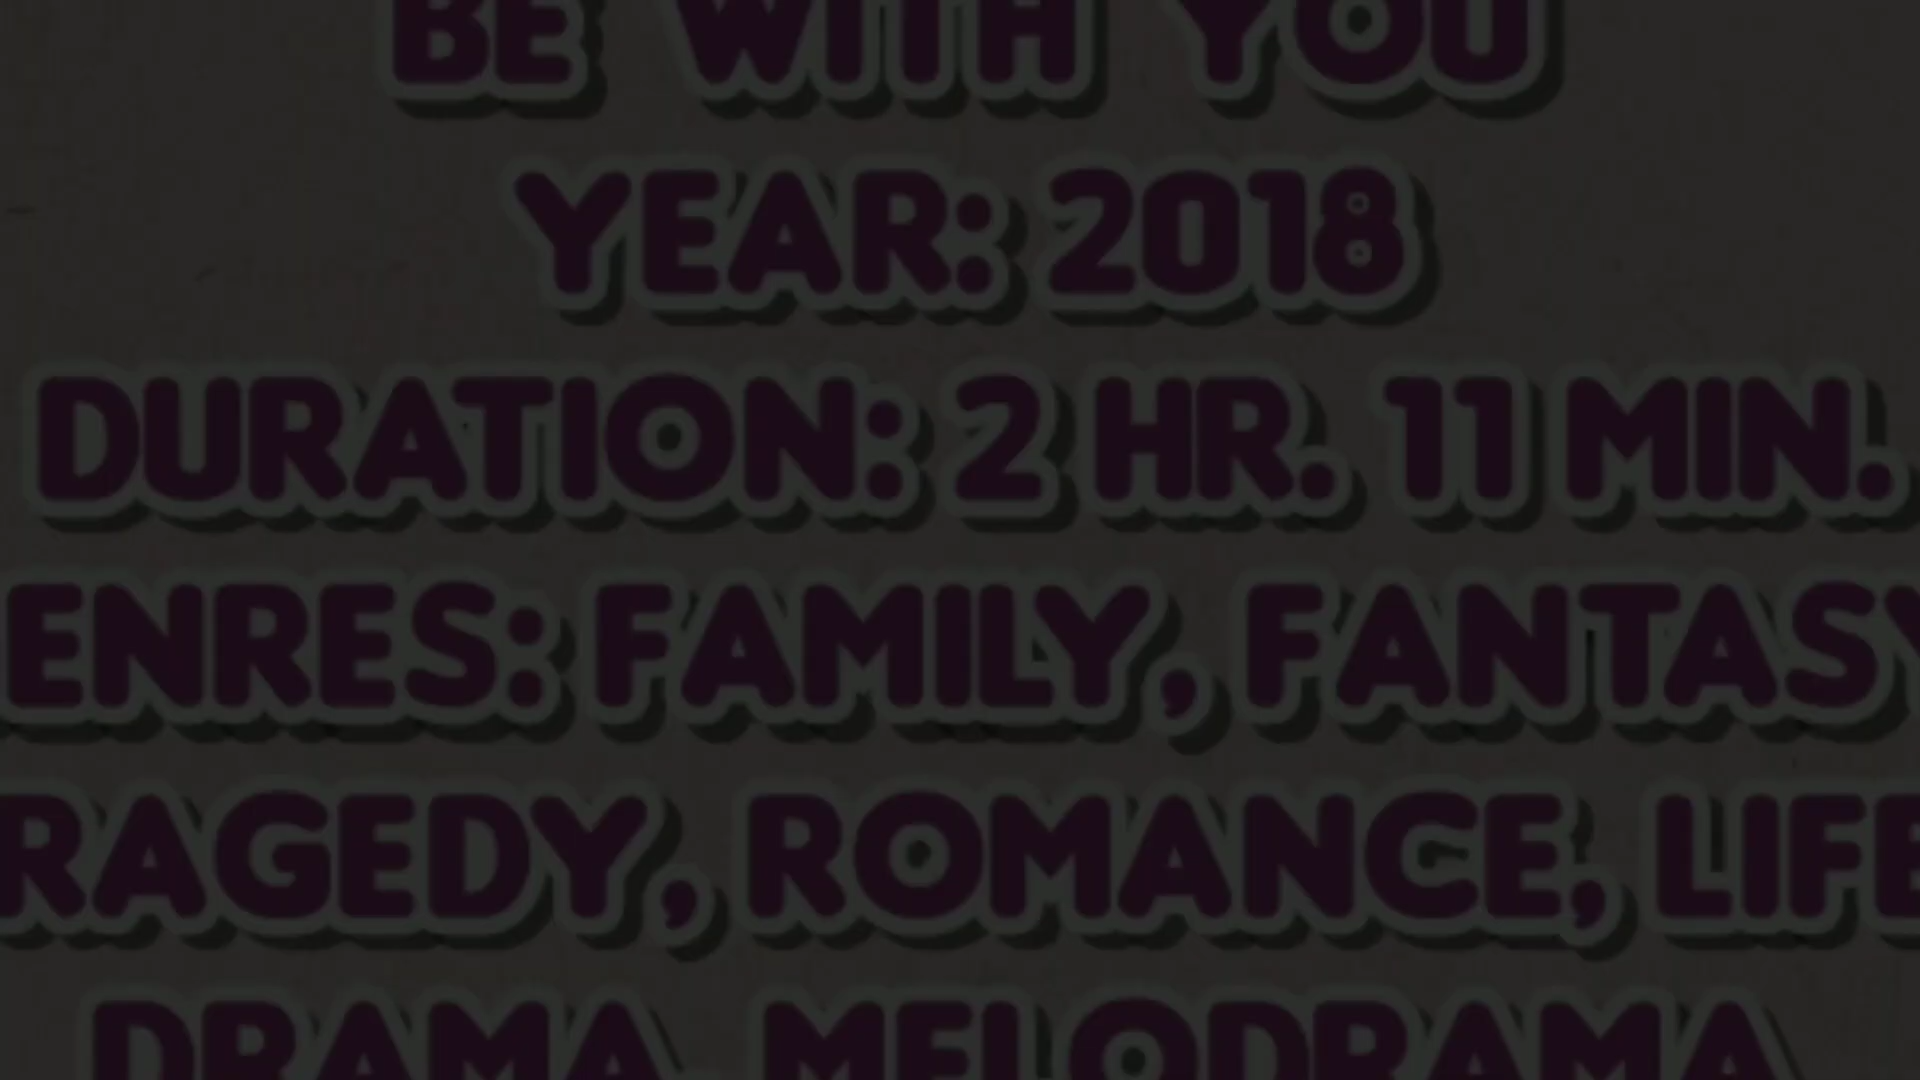 BE WITH YOU
YEAR: 2018
DURATION: 2 HR. 11 MIN.
ENRES: FAMILY, FANTASY
RAGEDY, ROMANCE, LIFE
DRAMA, MELODRAMA